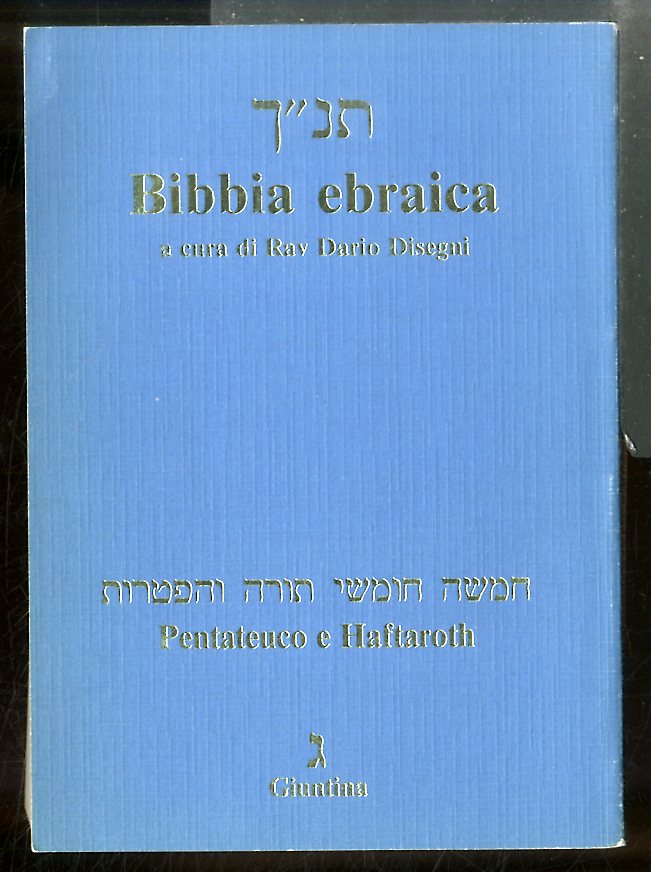 תנ״ך
Bibbia ebraica
a cura di Rav Dario Disegni
חמשה חומשי תורה והפטרות
Pentateuco e Haftaroth
ג
Giuntina